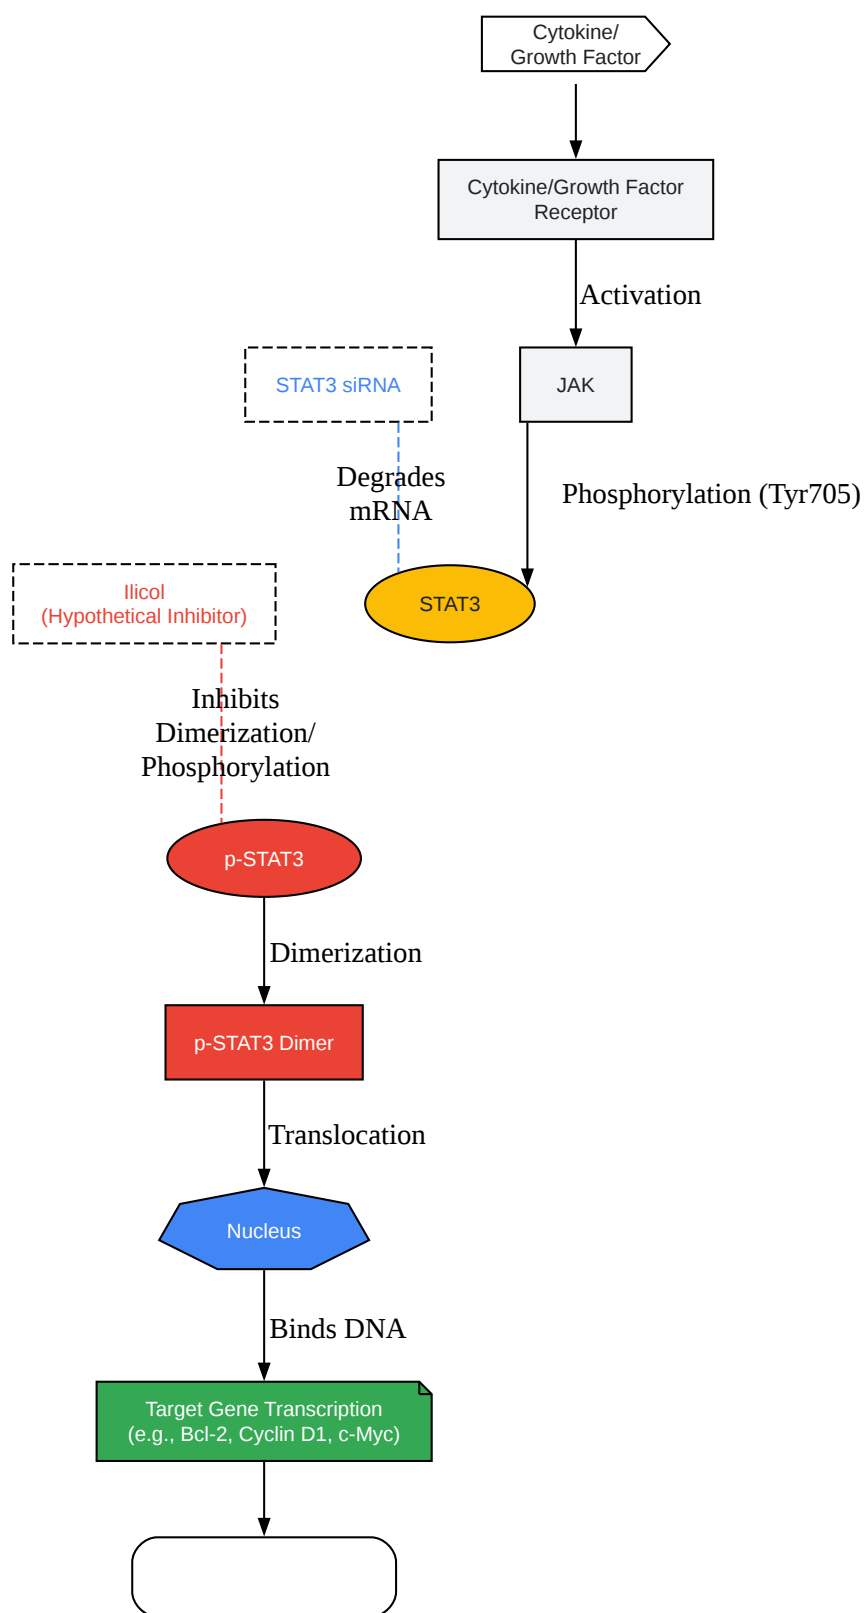 Cytokine/
Growth Factor
Cytokine/Growth Factor
Receptor
Activation
STAT3 siRNA
JAK
Degrades
mRNA
Phosphorylation (Tyr705)
Ilicol
(Hypothetical Inhibitor)
STAT3
Inhibits
Dimerization/
Phosphorylation
p-STAT3
Dimerization
p-STAT3 Dimer
Translocation
Nucleus
Binds DNA
Target Gene Transcription
(e.g., Bcl-2, Cyclin D1, c-Myc)